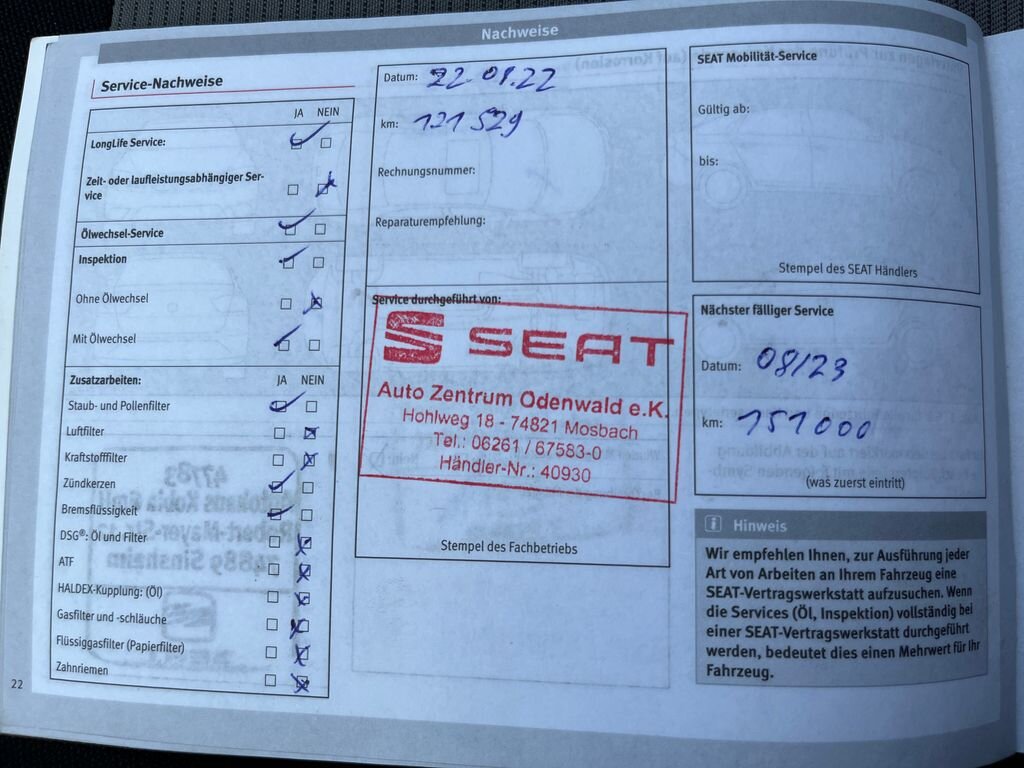 Nachweise
Service-Nachweise
JA NEIN
LongLife Service:
Zeit- oder laufleistungsabhängiger Ser-
vice
Ölwechsel-Service
Inspektion
Ohne Ölwechsel
Mit Ölwechsel
Zusatzarbeiten: JA NEIN
Staub- und Pollenfilter
Luftfilter
Kraftstofffilter
Zündkerzen
Bremsflüssigkeit
DSG®: Öl und Filter
ATF
HALDEX-Kupplung: (Öl)
Gasfilter und -schläuche
Flüssiggasfilter (Papierfilter)
Zahnriemen
22
Datum: 22.08.22
km: 121 529
Rechnungsnummer:
Reparaturempfehlung:
Service durchgeführt von:
SEAT
Auto Zentrum Odenwald e.K.
Hohlweg 18 - 74821 Mosbach
Tel.: 06261 / 67583-0
Händler-Nr.: 40930
Stempel des Fachbetriebs
SEAT Mobilität-Service
Gültig ab:
bis:
Stempel des SEAT Händlers
Nächster fälliger Service
Datum: 08/23
km: 151000
(was zuerst eintritt)
i Hinweis
Wir empfehlen Ihnen, zur Ausführung jeder
Art von Arbeiten an Ihrem Fahrzeug eine
SEAT-Vertragswerkstatt aufzusuchen. Wenn
die Services (Öl, Inspektion) vollständig bei
einer SEAT-Vertragswerkstatt durchgeführt
werden, bedeutet dies einen Mehrwert für Ihr
Fahrzeug.